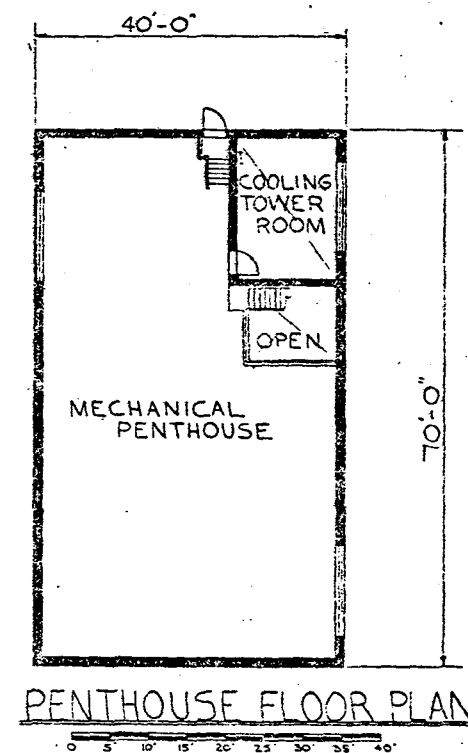 40'-0"
COOLING
TOWER
ROOM
OPEN
MECHANICAL
PENTHOUSE
70'-0"
PENTHOUSE FLOOR PLAN
0 5' 10' 15' 20' 25' 30' 35' 40'